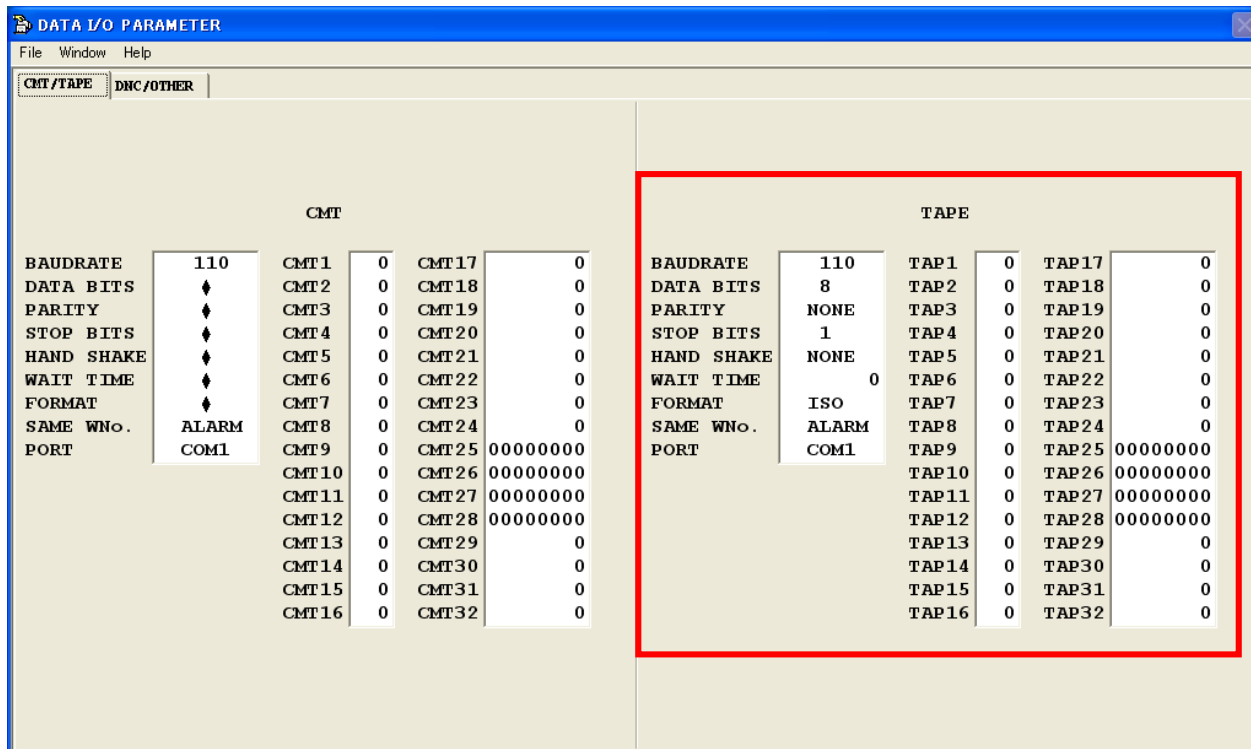 DATA I/O PARAMETER
File Window Help
CMT/TAPE DNC/OTHER
CMT
BAUDRATE 110 CMT1 0 CMT17 0
DATA BITS ♦ CMT2 0 CMT18 0
PARITY ♦ CMT3 0 CMT19 0
STOP BITS ♦ CMT4 0 CMT20 0
HAND SHAKE ♦ CMT5 0 CMT21 0
WAIT TIME ♦ CMT6 0 CMT22 0
FORMAT ♦ CMT7 0 CMT23 0
SAME WNo. ALARM CMT8 0 CMT24 0
PORT COM1 CMT9 0 CMT25 00000000
CMT10 0 CMT26 00000000
CMT11 0 CMT27 00000000
CMT12 0 CMT28 00000000
CMT13 0 CMT29 0
CMT14 0 CMT30 0
CMT15 0 CMT31 0
CMT16 0 CMT32 0
TAPE
BAUDRATE 110 TAP1 0 TAP17 0
DATA BITS 8 TAP2 0 TAP18 0
PARITY NONE TAP3 0 TAP19 0
STOP BITS 1 TAP4 0 TAP20 0
HAND SHAKE NONE TAP5 0 TAP21 0
WAIT TIME 0 TAP6 0 TAP22 0
FORMAT ISO TAP7 0 TAP23 0
SAME WNo. ALARM TAP8 0 TAP24 0
PORT COM1 TAP9 0 TAP25 00000000
TAP10 0 TAP26 00000000
TAP11 0 TAP27 00000000
TAP12 0 TAP28 00000000
TAP13 0 TAP29 0
TAP14 0 TAP30 0
TAP15 0 TAP31 0
TAP16 0 TAP32 0